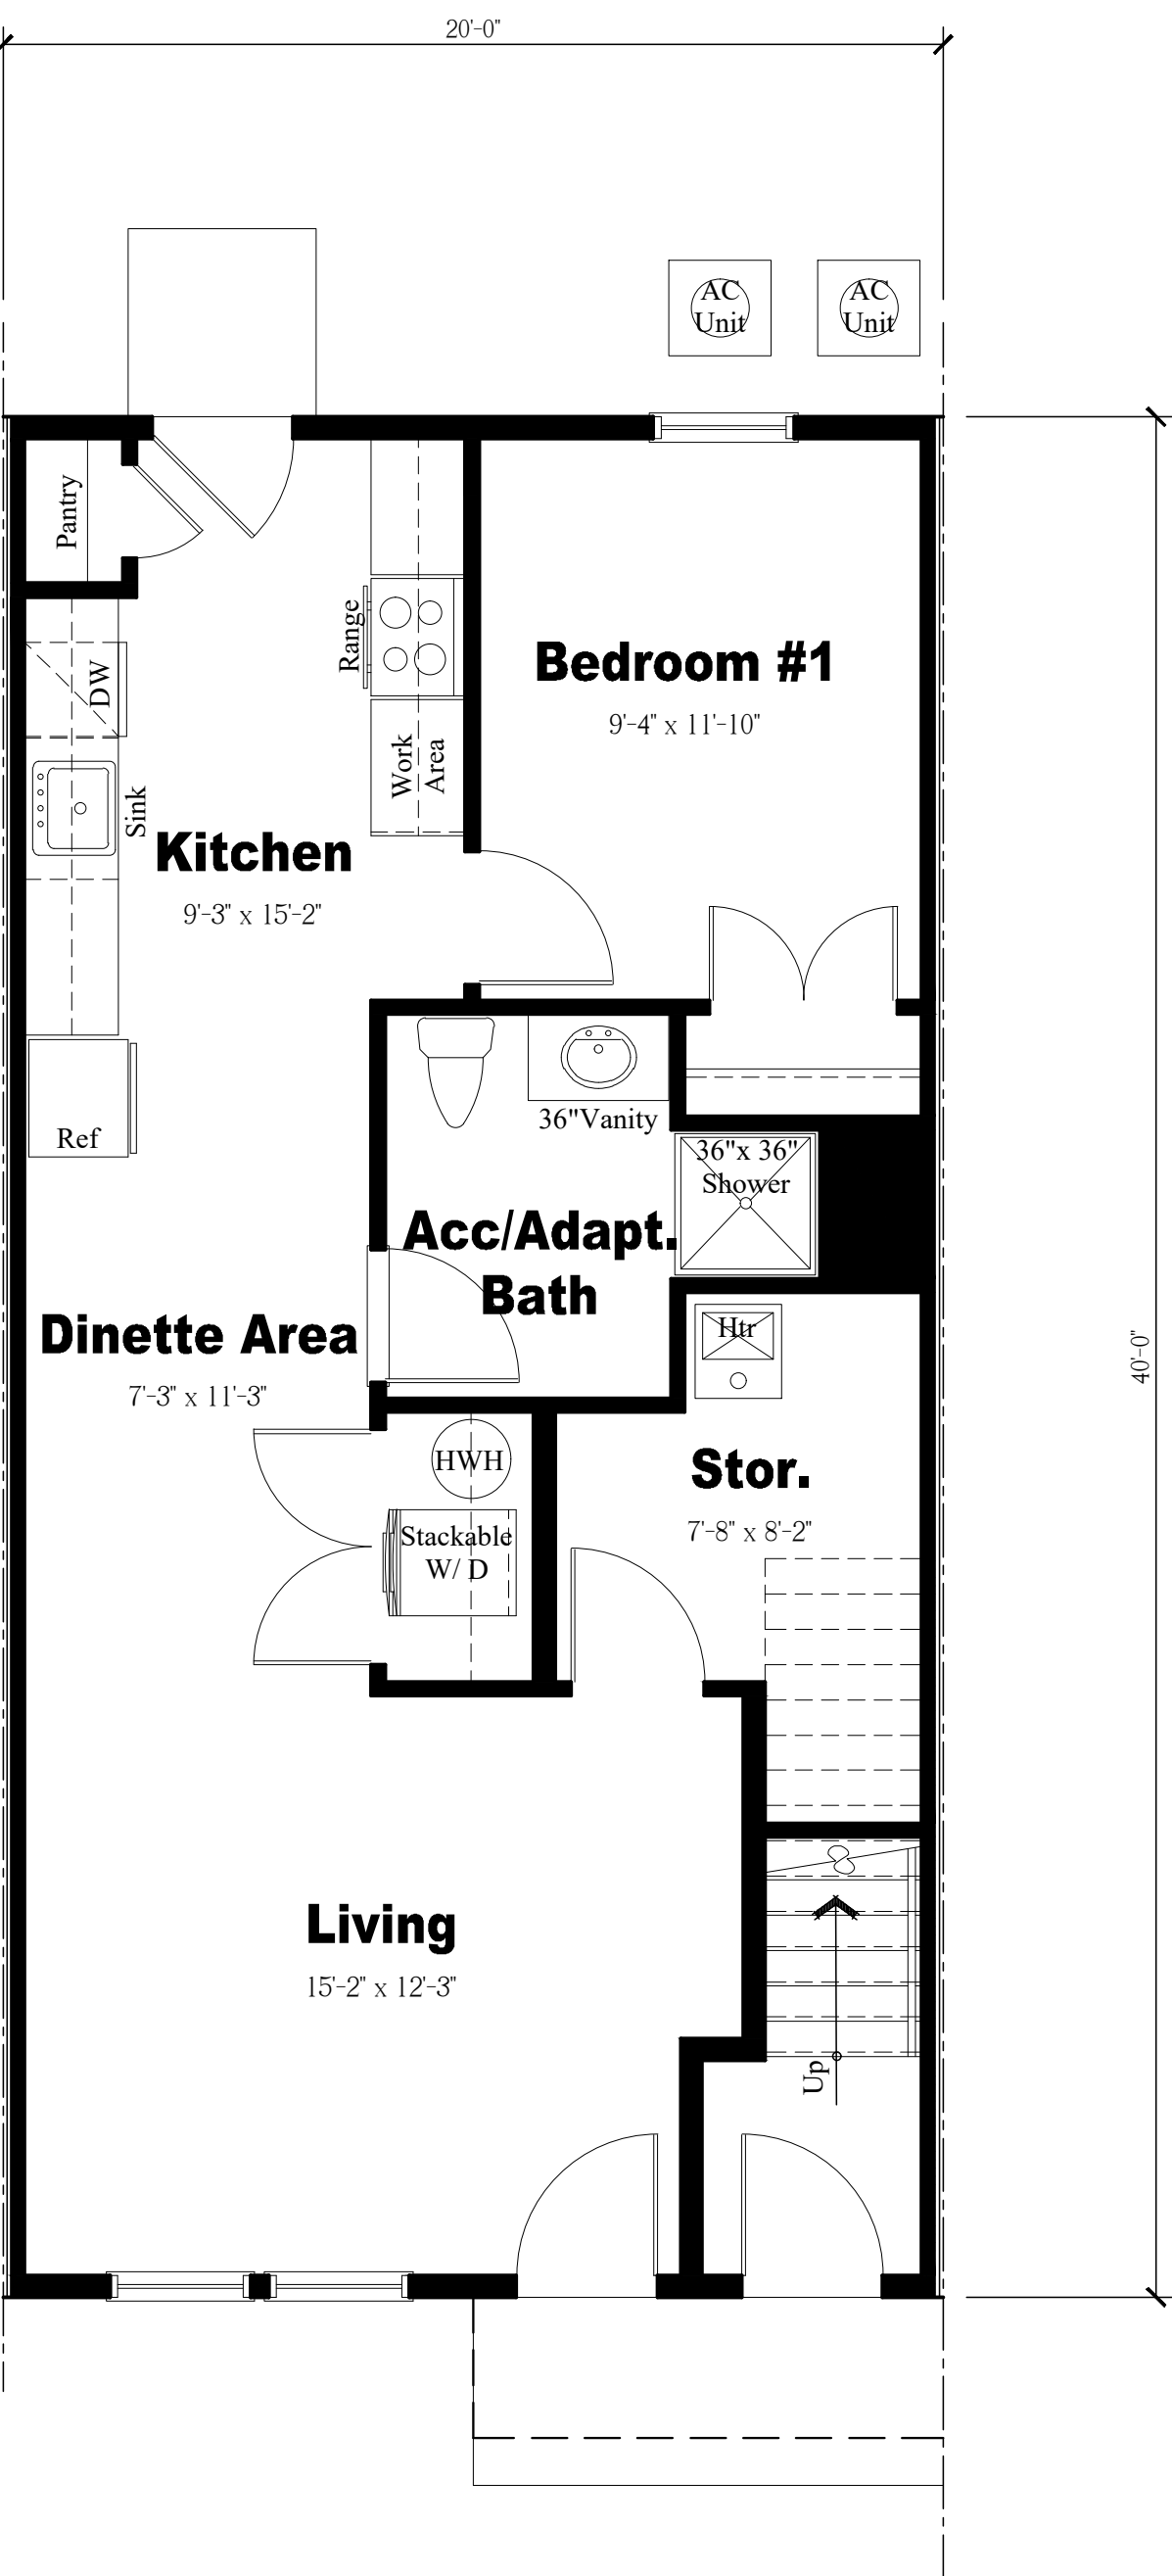 20'-0"
AC
Unit
AC
Unit
Pantry
Range
DW
Bedroom #1
9'-4" x 11'-10"
Work
Area
Sink
Kitchen
9'-3" x 15'-2"
36"Vanity
Ref
36"x 36"
Shower
Acc/Adapt.
Bath
Dinette Area
7'-3" x 11'-3"
Htr
40'-0"
HWH
Stor.
7'-8" x 8'-2"
Stackable
W/ D
Living
15'-2" x 12'-3"
Up